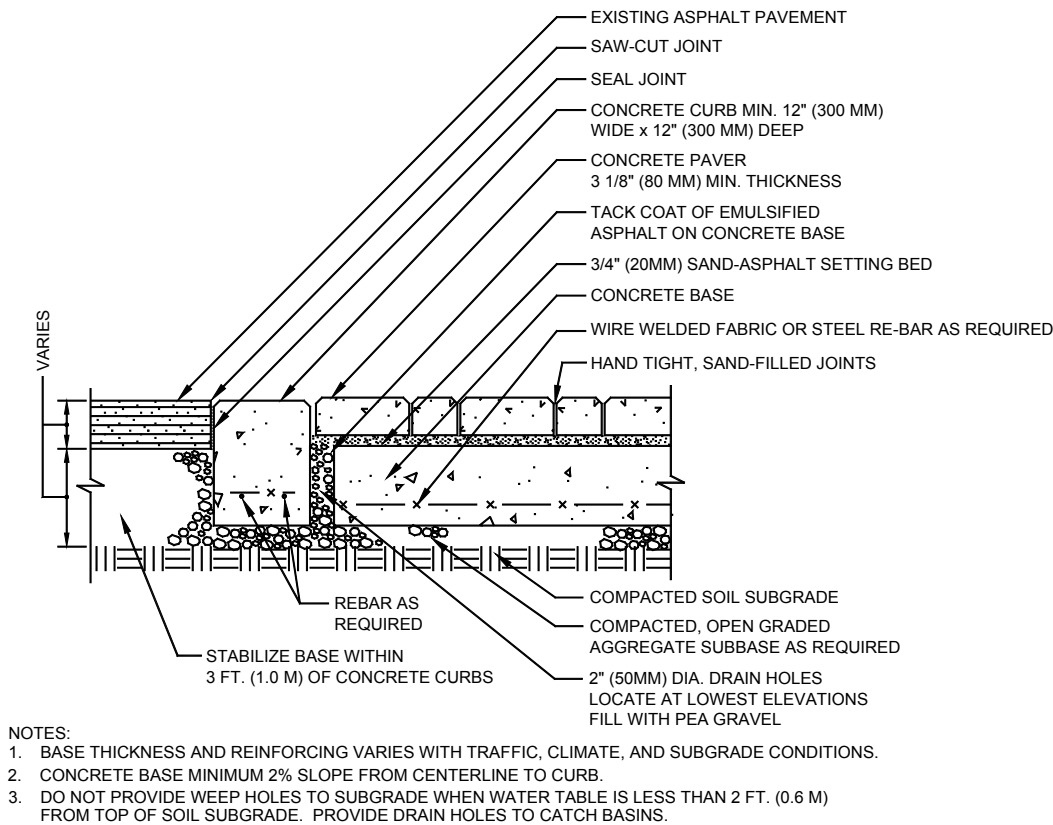 EXISTING ASPHALT PAVEMENT
SAW-CUT JOINT
SEAL JOINT
CONCRETE CURB MIN. 12" (300 MM)
WIDE x 12" (300 MM) DEEP
CONCRETE PAVER
3 1/8" (80 MM) MIN. THICKNESS
TACK COAT OF EMULSIFIED
ASPHALT ON CONCRETE BASE
3/4" (20MM) SAND-ASPHALT SETTING BED
CONCRETE BASE
WIRE WELDED FABRIC OR STEEL RE-BAR AS REQUIRED
HAND TIGHT, SAND-FILLED JOINTS
VARIES
COMPACTED SOIL SUBGRADE
COMPACTED, OPEN GRADED
AGGREGATE SUBBASE AS REQUIRED
2" (50MM) DIA. DRAIN HOLES
LOCATE AT LOWEST ELEVATIONS
FILL WITH PEA GRAVEL
REBAR AS
REQUIRED
STABILIZE BASE WITHIN
3 FT. (1.0 M) OF CONCRETE CURBS
NOTES:
1. BASE THICKNESS AND REINFORCING VARIES WITH TRAFFIC, CLIMATE, AND SUBGRADE CONDITIONS.
2. CONCRETE BASE MINIMUM 2% SLOPE FROM CENTERLINE TO CURB.
3. DO NOT PROVIDE WEEP HOLES TO SUBGRADE WHEN WATER TABLE IS LESS THAN 2 FT. (0.6 M)
FROM TOP OF SOIL SUBGRADE. PROVIDE DRAIN HOLES TO CATCH BASINS.